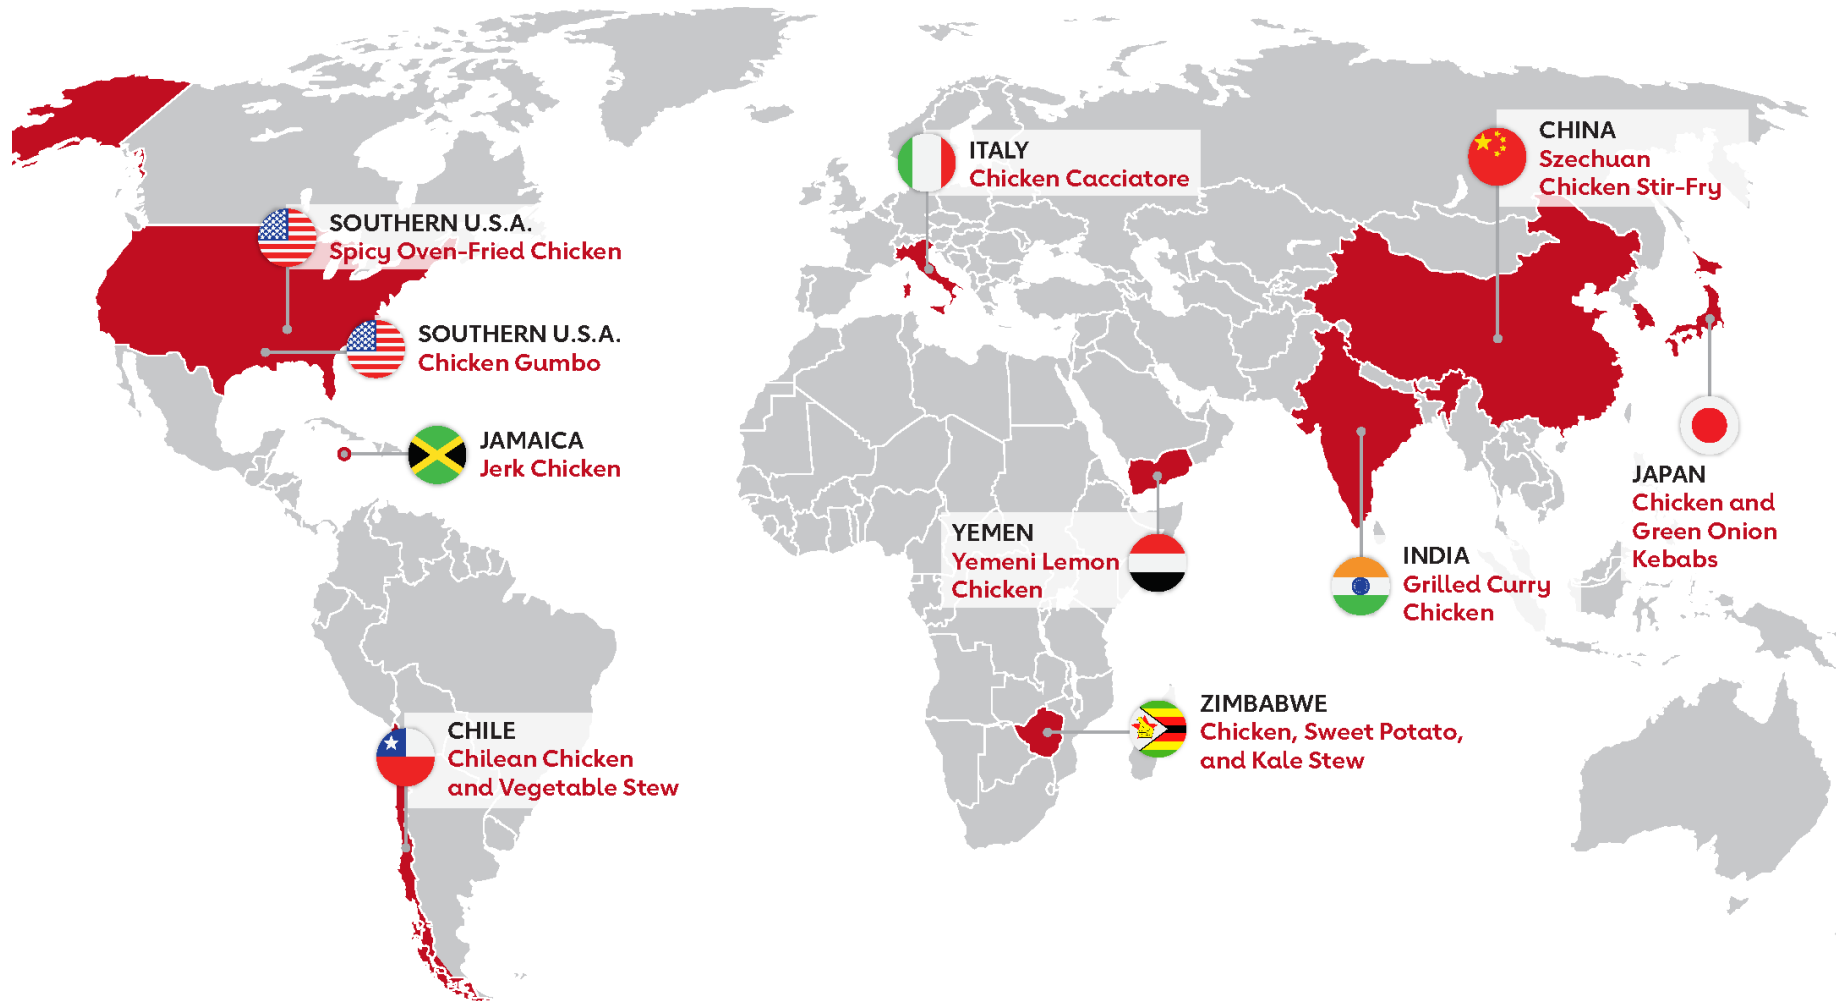 ITALY
Chicken Cacciatore
CHINA
Szechuan
Chicken Stir-Fry
SOUTHERN U.S.A.
Spicy Oven-Fried Chicken
SOUTHERN U.S.A.
Chicken Gumbo
JAMAICA
Jerk Chicken
JAPAN
Chicken and
Green Onion
Kebabs
YEMEN
Yemeni Lemon
Chicken
INDIA
Grilled Curry
Chicken
ZIMBABWE
Chicken, Sweet Potato,
and Kale Stew
CHILE
Chilean Chicken
and Vegetable Stew